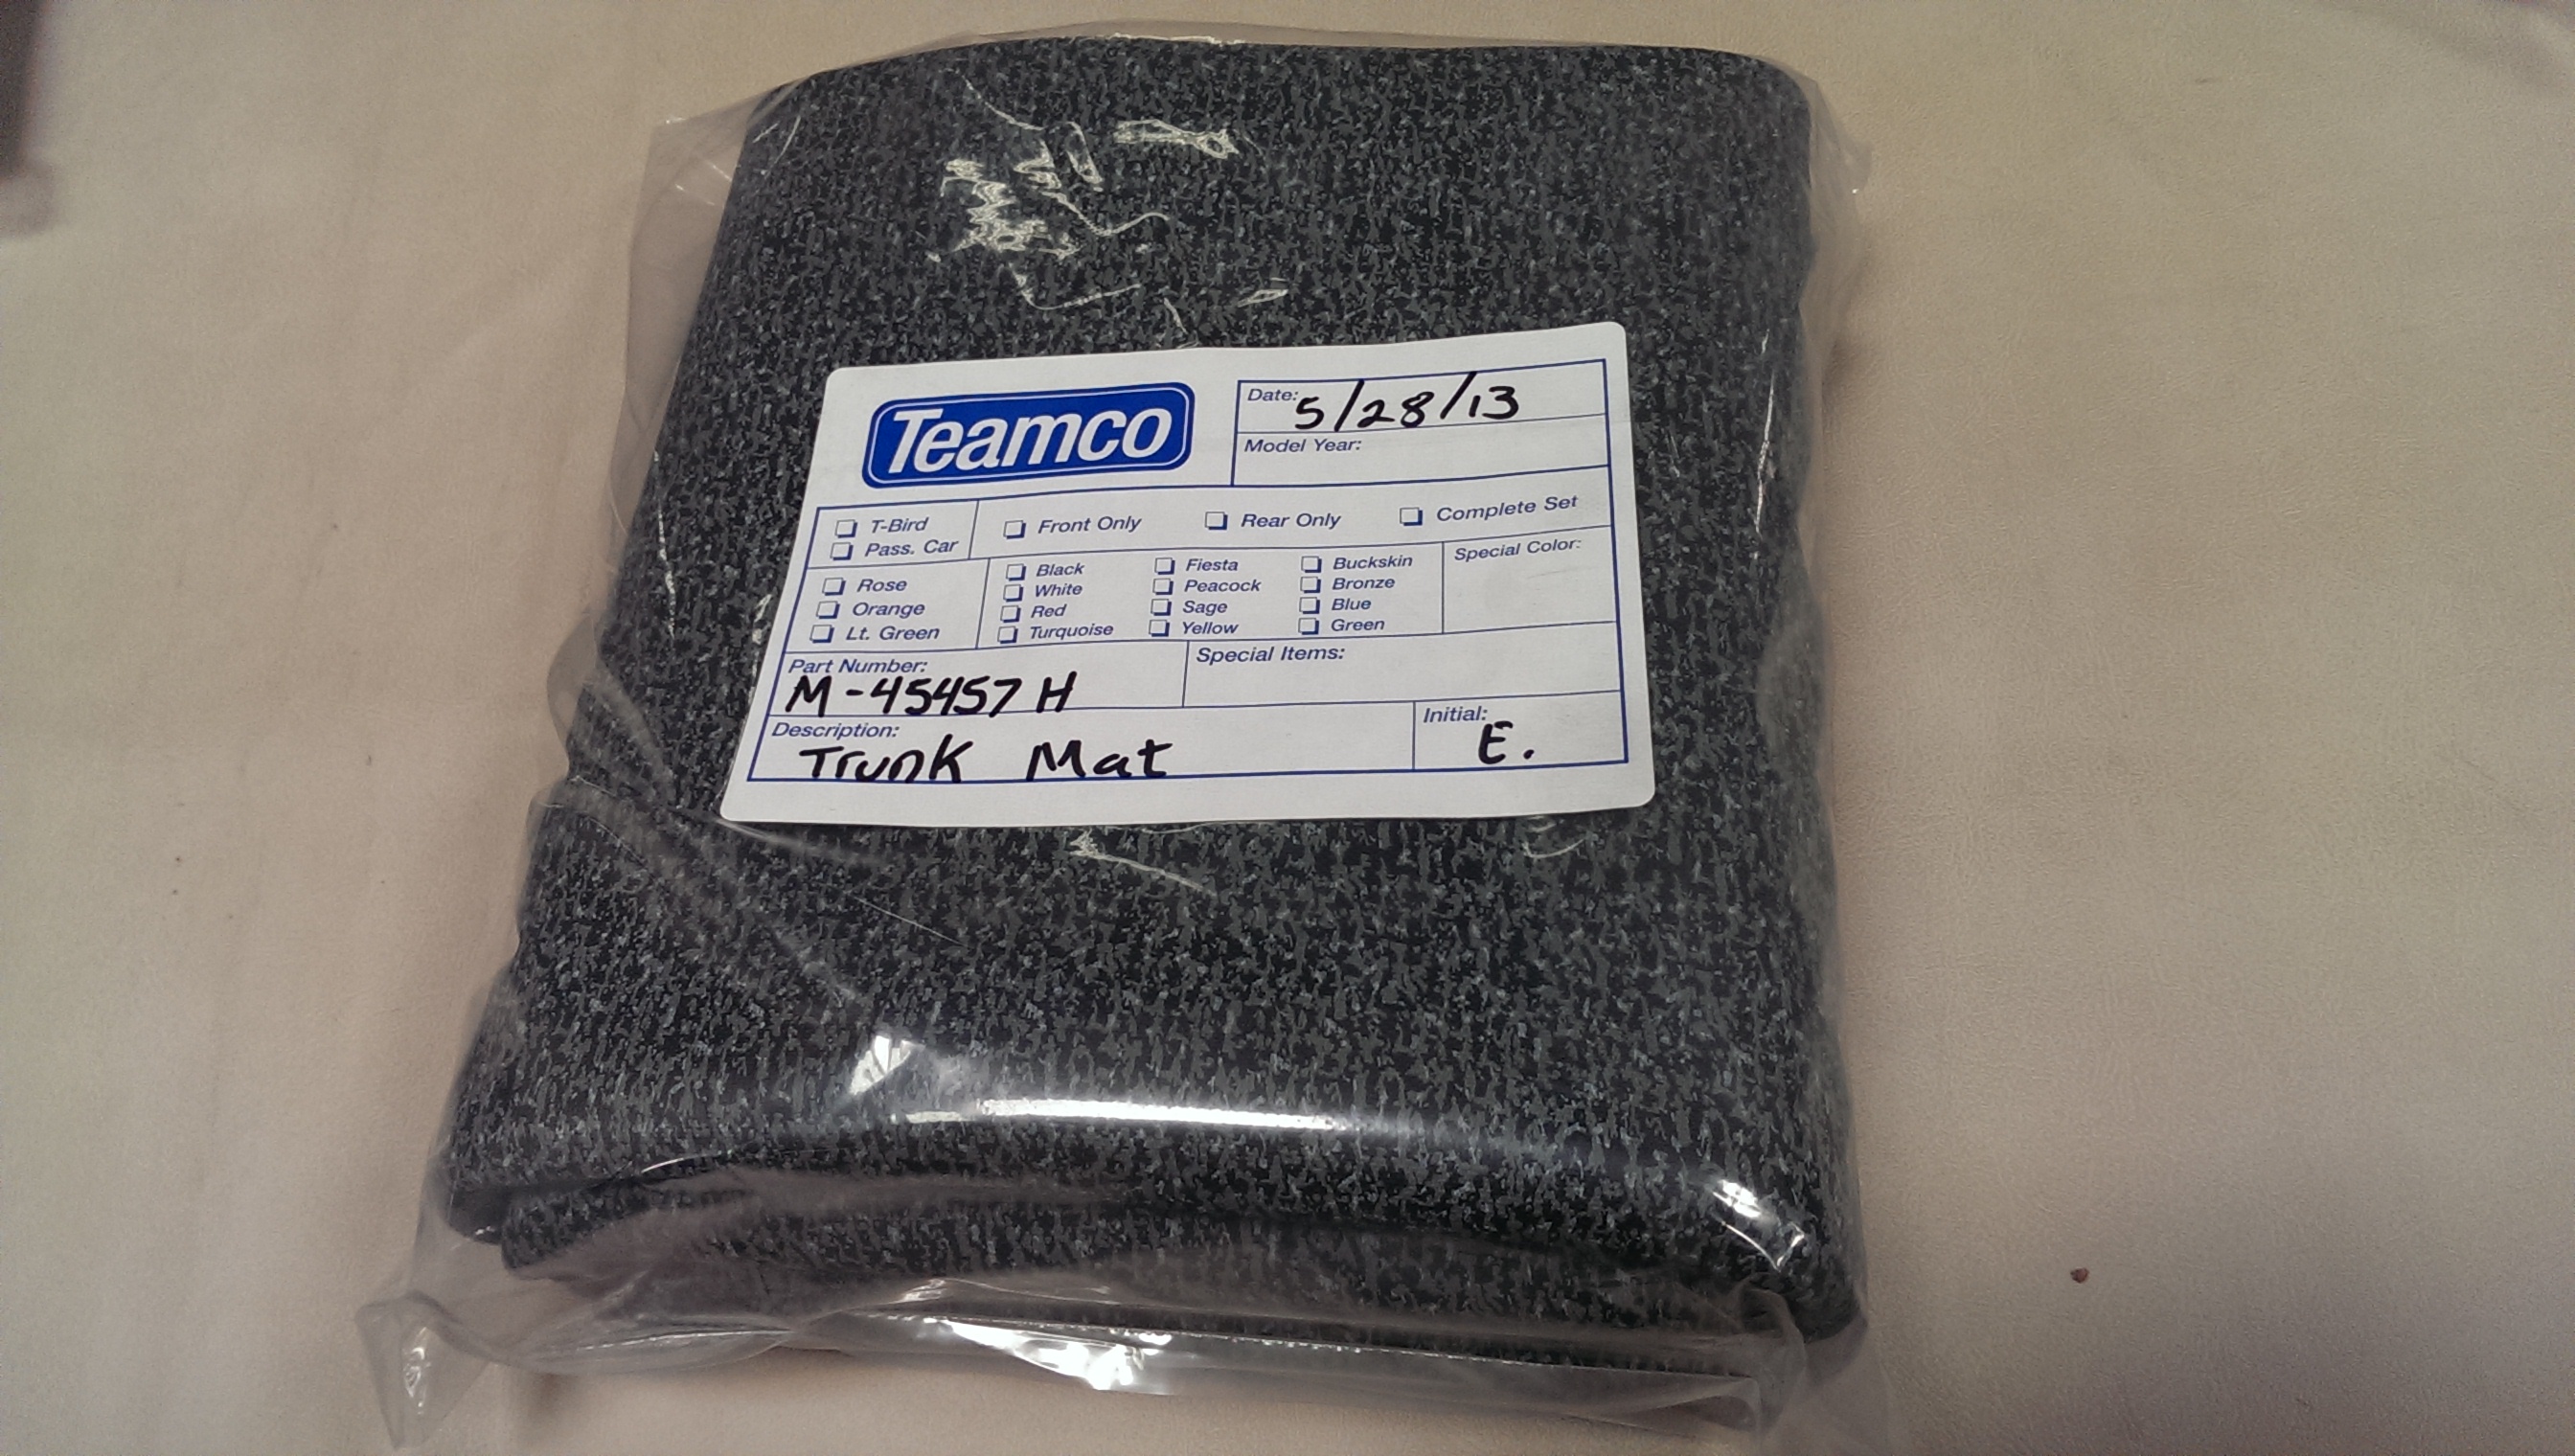 Teamco
Date: 5/28/13
Model Year:
T-Bird
Pass. Car
Front Only
Rear Only
Complete Set
Rose
Orange
Lt. Green
Black
White
Red
Turquoise
Fiesta
Peacock
Sage
Yellow
Buckskin
Bronze
Blue
Green
Special Color:
Part Number:
M-45457H
Special Items:
Description:
Trunk Mat
Initial:
E.